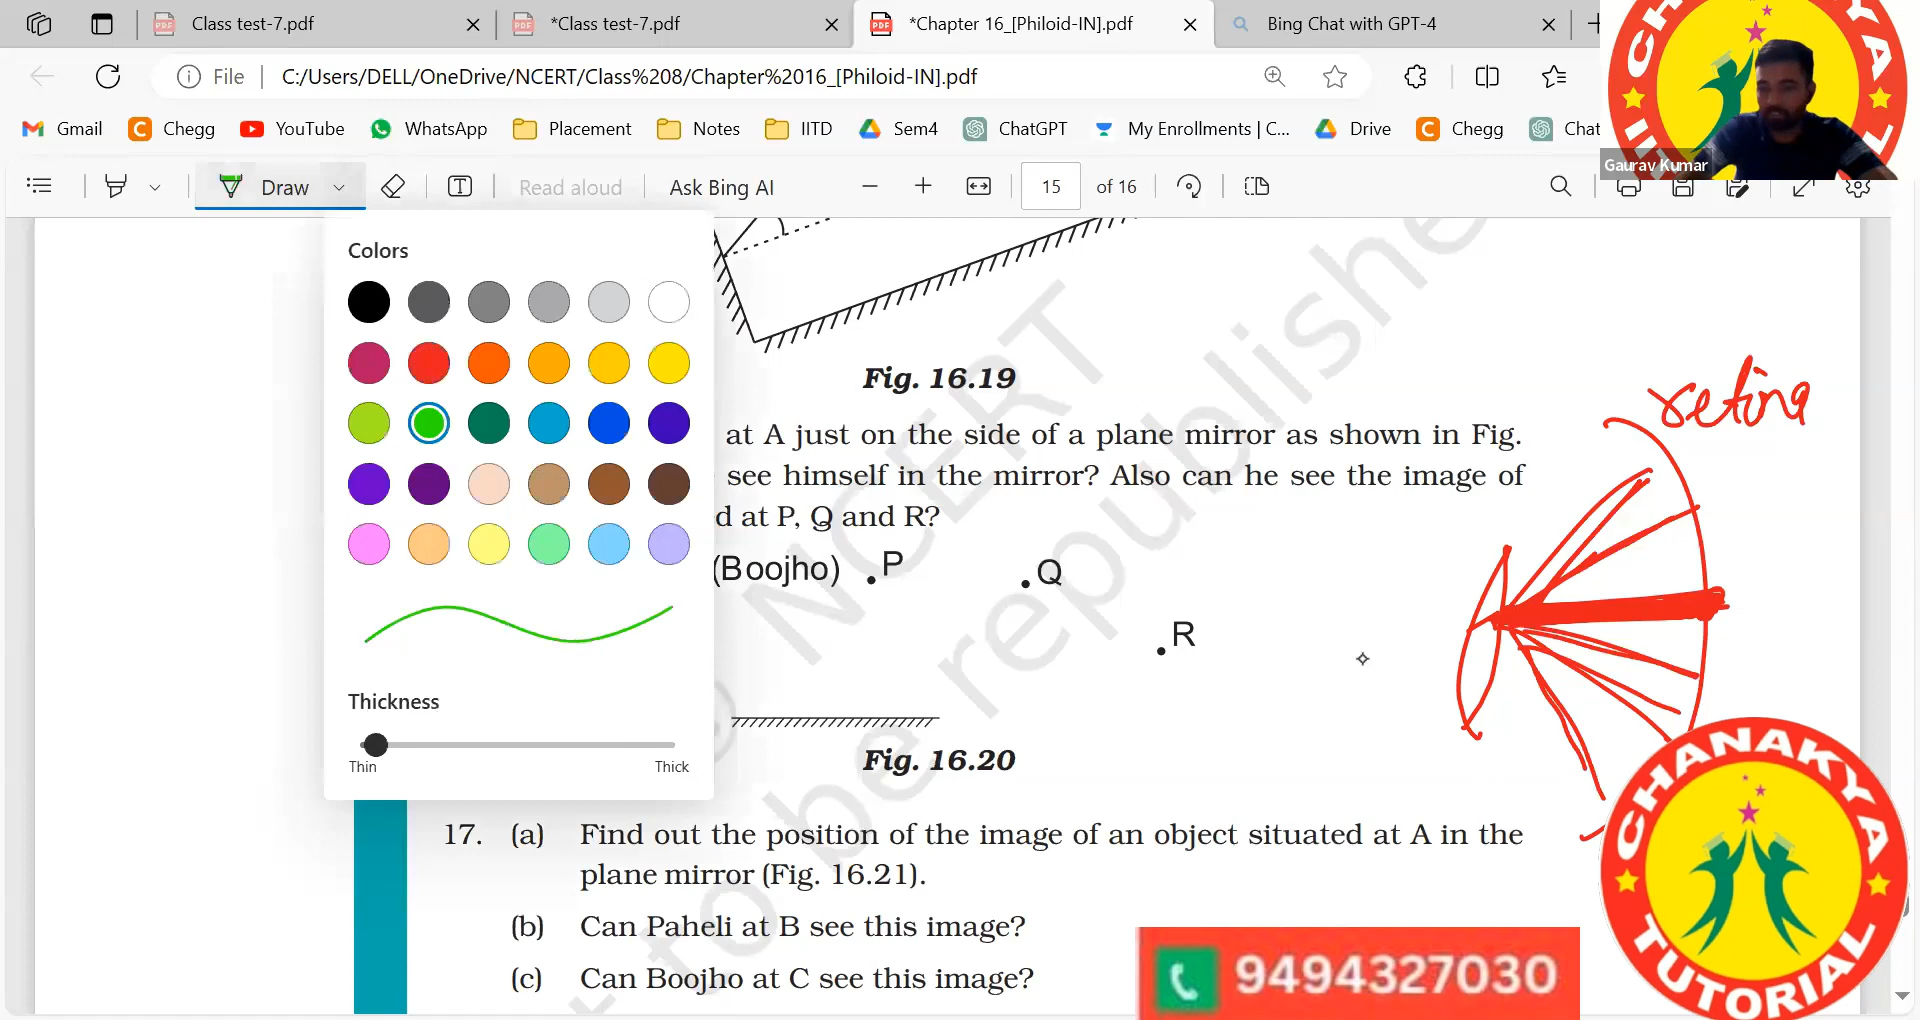 Class test-7.pdf
*Class test-7.pdf
*Chapter 16_[Philoid-IN].pdf
Bing Chat with GPT-4
File
C:/Users/DELL/OneDrive/NCERT/Class%208/Chapter%2016_[Philoid-IN].pdf
Gmail
Chegg
YouTube
WhatsApp
Placement
Notes
IITD
Sem4
ChatGPT
My Enrollments | C...
Drive
Chegg
Chat
Gaurav Kumar
Draw
Read aloud
Ask Bing AI
15
of 16
Colors
Thickness
Thin
Thick
Fig. 16.19
retina
at A just on the side of a plane mirror as shown in Fig.
see himself in the mirror? Also can he see the image of
d at P, Q and R?
(Boojho)
P
Q
R
Fig. 16.20
17. (a) Find out the position of the image of an object situated at A in the
plane mirror (Fig. 16.21).
(b) Can Paheli at B see this image?
(c) Can Boojho at C see this image?
© NCERT
not to be republished
9494327030
CHANAKYA
TUTORIAL